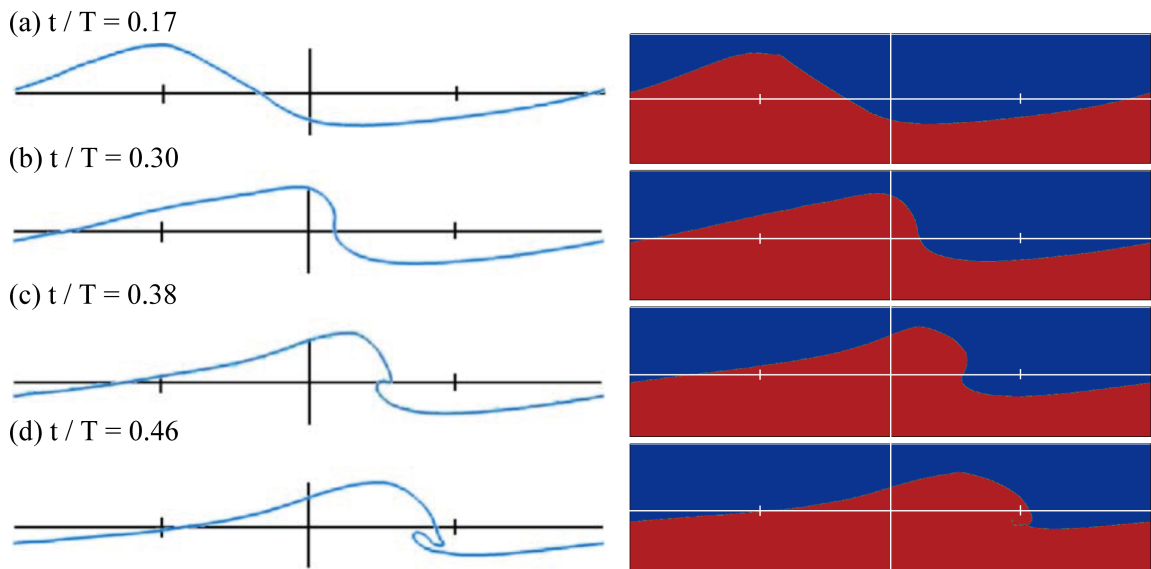 (a) t / T = 0.17
(b) t / T = 0.30
(c) t / T = 0.38
(d) t / T = 0.46